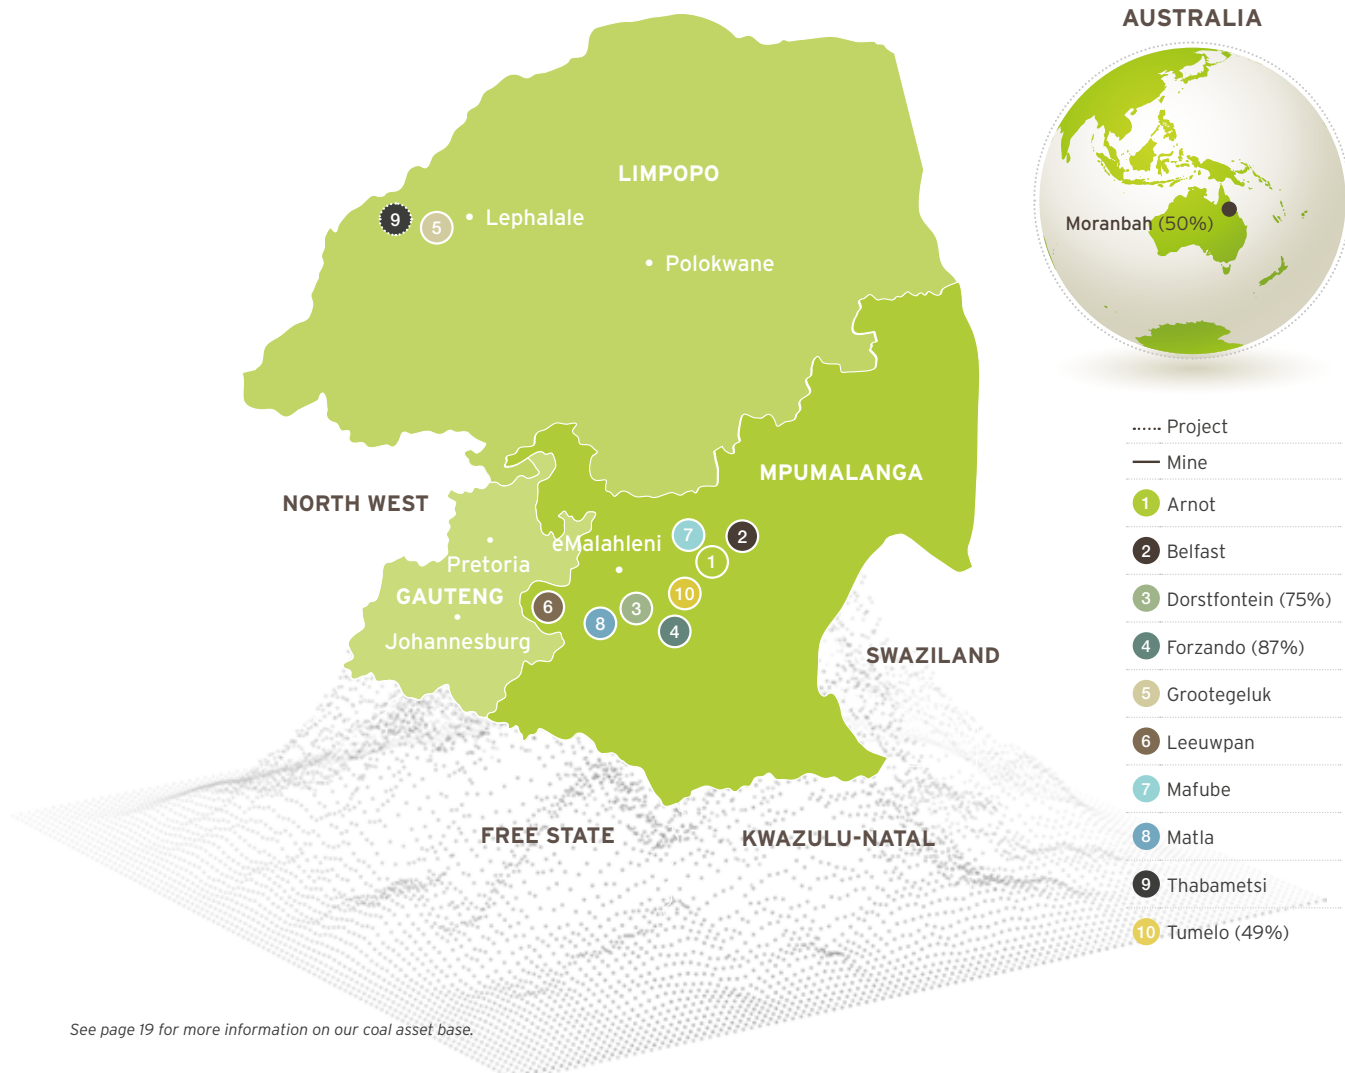 AUSTRALIA
Moranbah (50%)
LIMPOPO
9
5
Lephalale
Polokwane
MPUMALANGA
NORTH WEST
eMalahleni
7
2
1
Pretoria
GAUTENG
Johannesburg
6
8
3
10
4
SWAZILAND
FREE STATE
KWAZULU-NATAL
Project
Mine
1 Arnot
2 Belfast
3 Dorstfontein (75%)
4 Forzando (87%)
5 Grootegeluk
6 Leeuwpan
7 Mafube
8 Matla
9 Thabametsi
10 Tumelo (49%)
See page 19 for more information on our coal asset base.